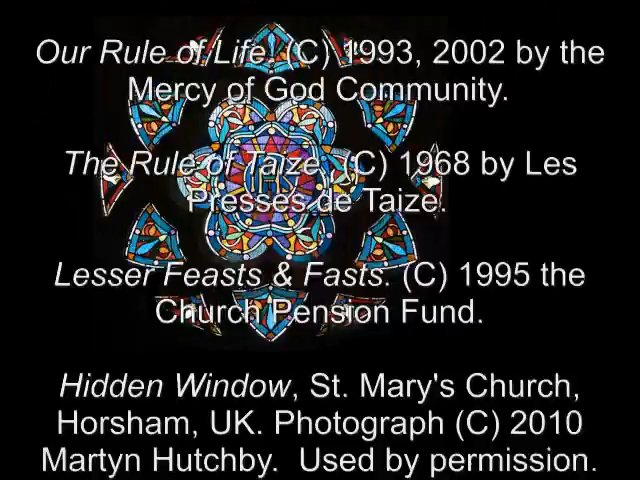 Our Rule of Life. (C) 1993, 2002 by the
Mercy of God Community.
The Rule of Taize. (C) 1968 by Les
Presses de Taize.
Lesser Feasts & Fasts. (C) 1995 the
Church Pension Fund.
IHS
Hidden Window, St. Mary's Church,
Horsham, UK. Photograph (C) 2010
Martyn Hutchby.  Used by permission.